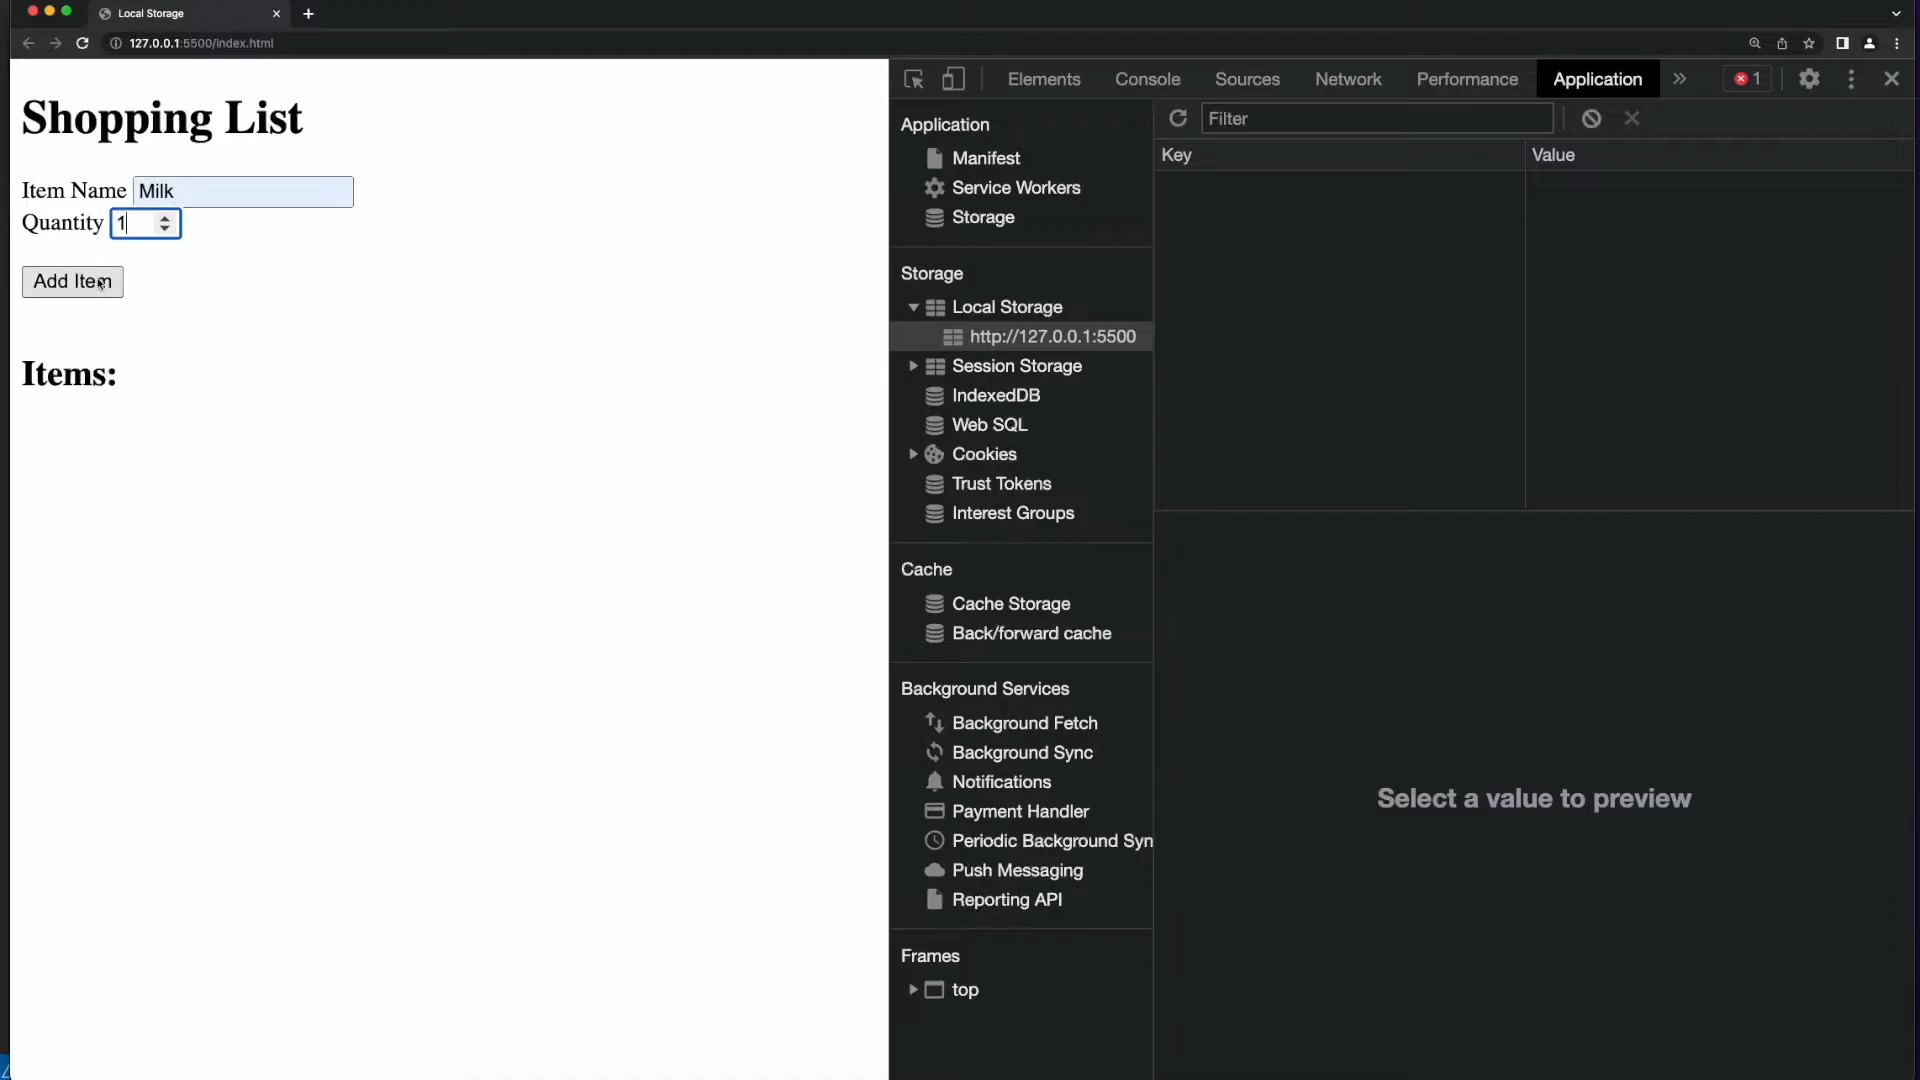 Local Storage
127.0.0.1:5500/index.html
Shopping List
Item Name Milk
Quantity 1
Add Item
Items:
Elements Console Sources Network Performance Application 1
Application
Manifest
Service Workers
Storage
Storage
Local Storage
http://127.0.0.1:5500
Session Storage
IndexedDB
Web SQL
Cookies
Trust Tokens
Interest Groups
Cache
Cache Storage
Back/forward cache
Background Services
Background Fetch
Background Sync
Notifications
Payment Handler
Periodic Background Syn
Push Messaging
Reporting API
Frames
top
Filter
Key Value
Select a value to preview